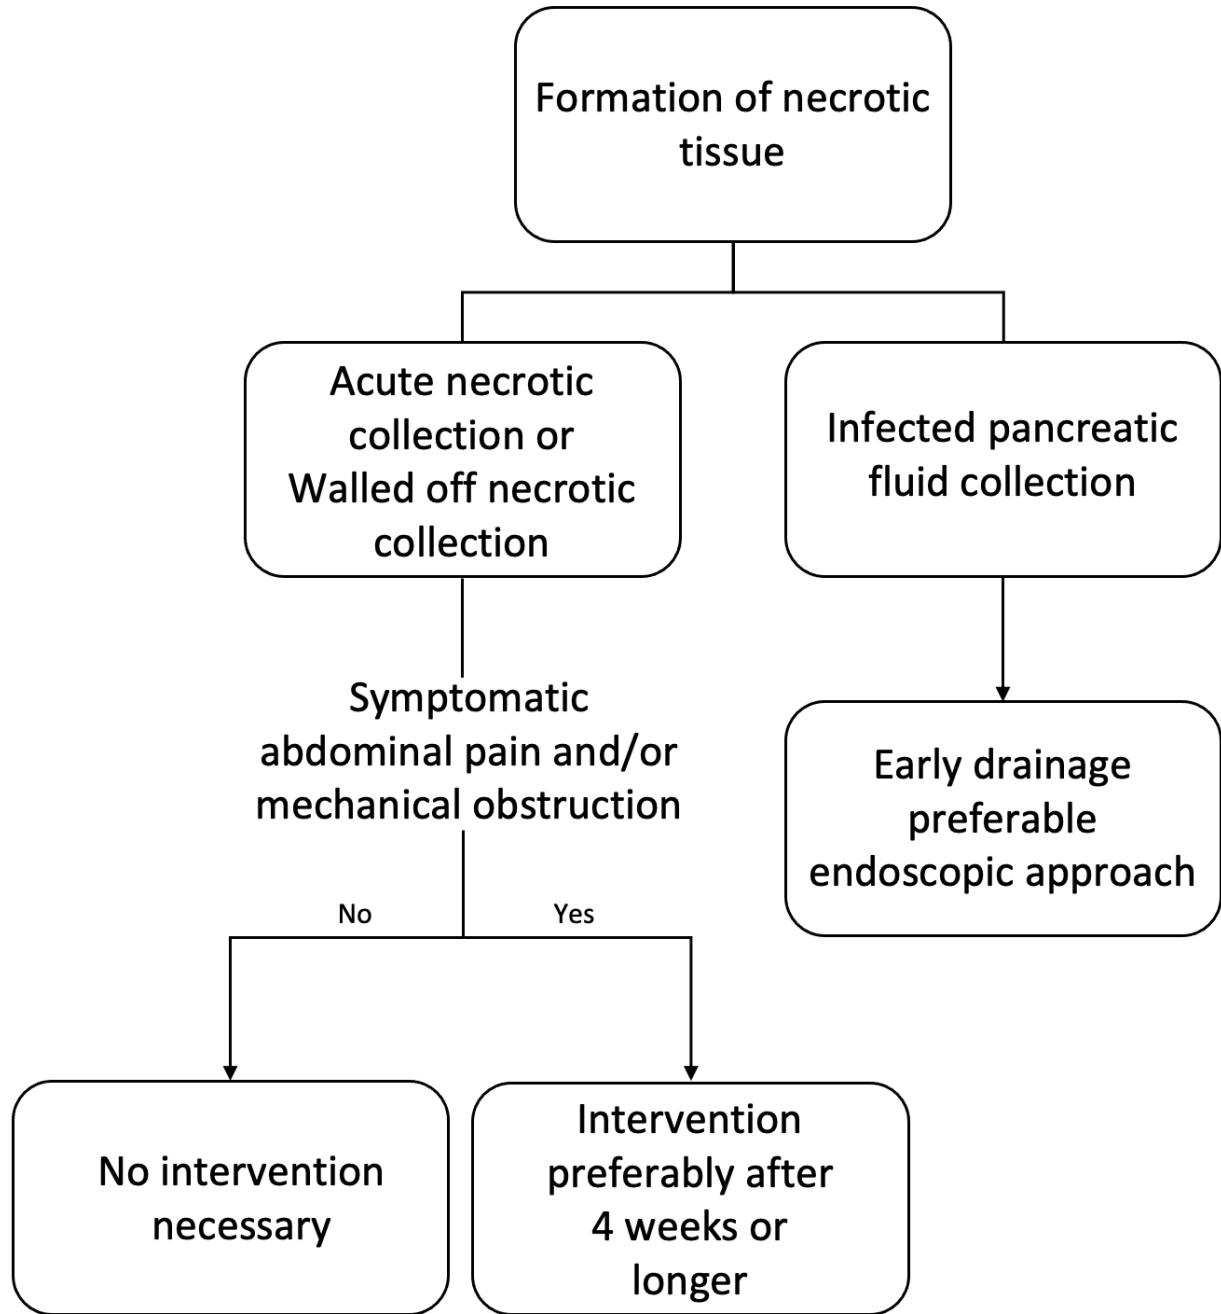 Formation of necrotic
tissue
Acute necrotic
collection or
Walled off necrotic
collection
Infected pancreatic
fluid collection
Symptomatic
abdominal pain and/or
mechanical obstruction
Early drainage
preferable
endoscopic approach
No
Yes
No intervention
necessary
Intervention
preferably after
4 weeks or
longer